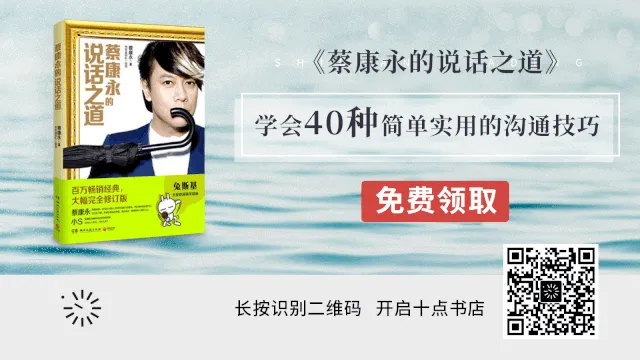 《蔡康永的说话之道》
学会40种简单实用的沟通技巧
免费领取
蔡康永的
说话之道
蔡康永 著
百万畅销经典，
大幅完全修订版
蔡康永
小S
兔斯基
长按识别二维码 开启十点书店